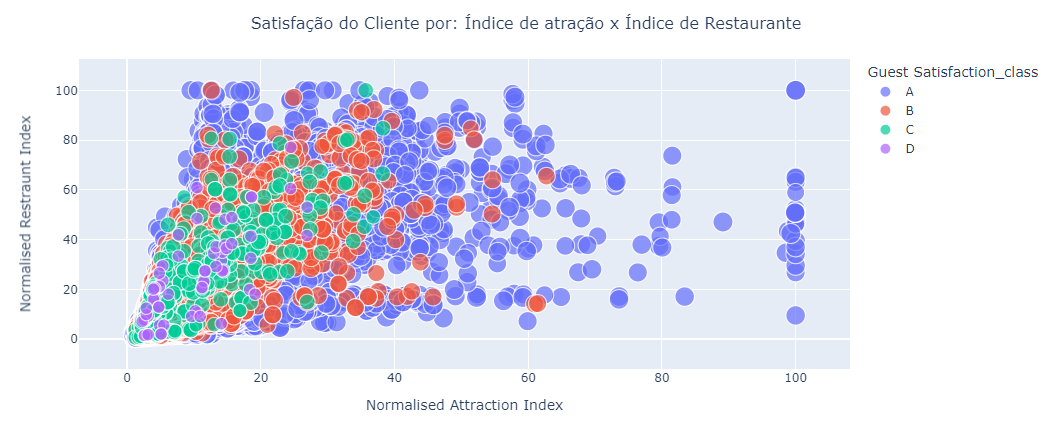 Satisfação do Cliente por: Índice de atração x Índice de Restaurante
Guest Satisfaction_class
A
B
C
D
Normalised Restraunt Index
100
80
60
40
20
0
0 20 40 60 80 100
Normalised Attraction Index